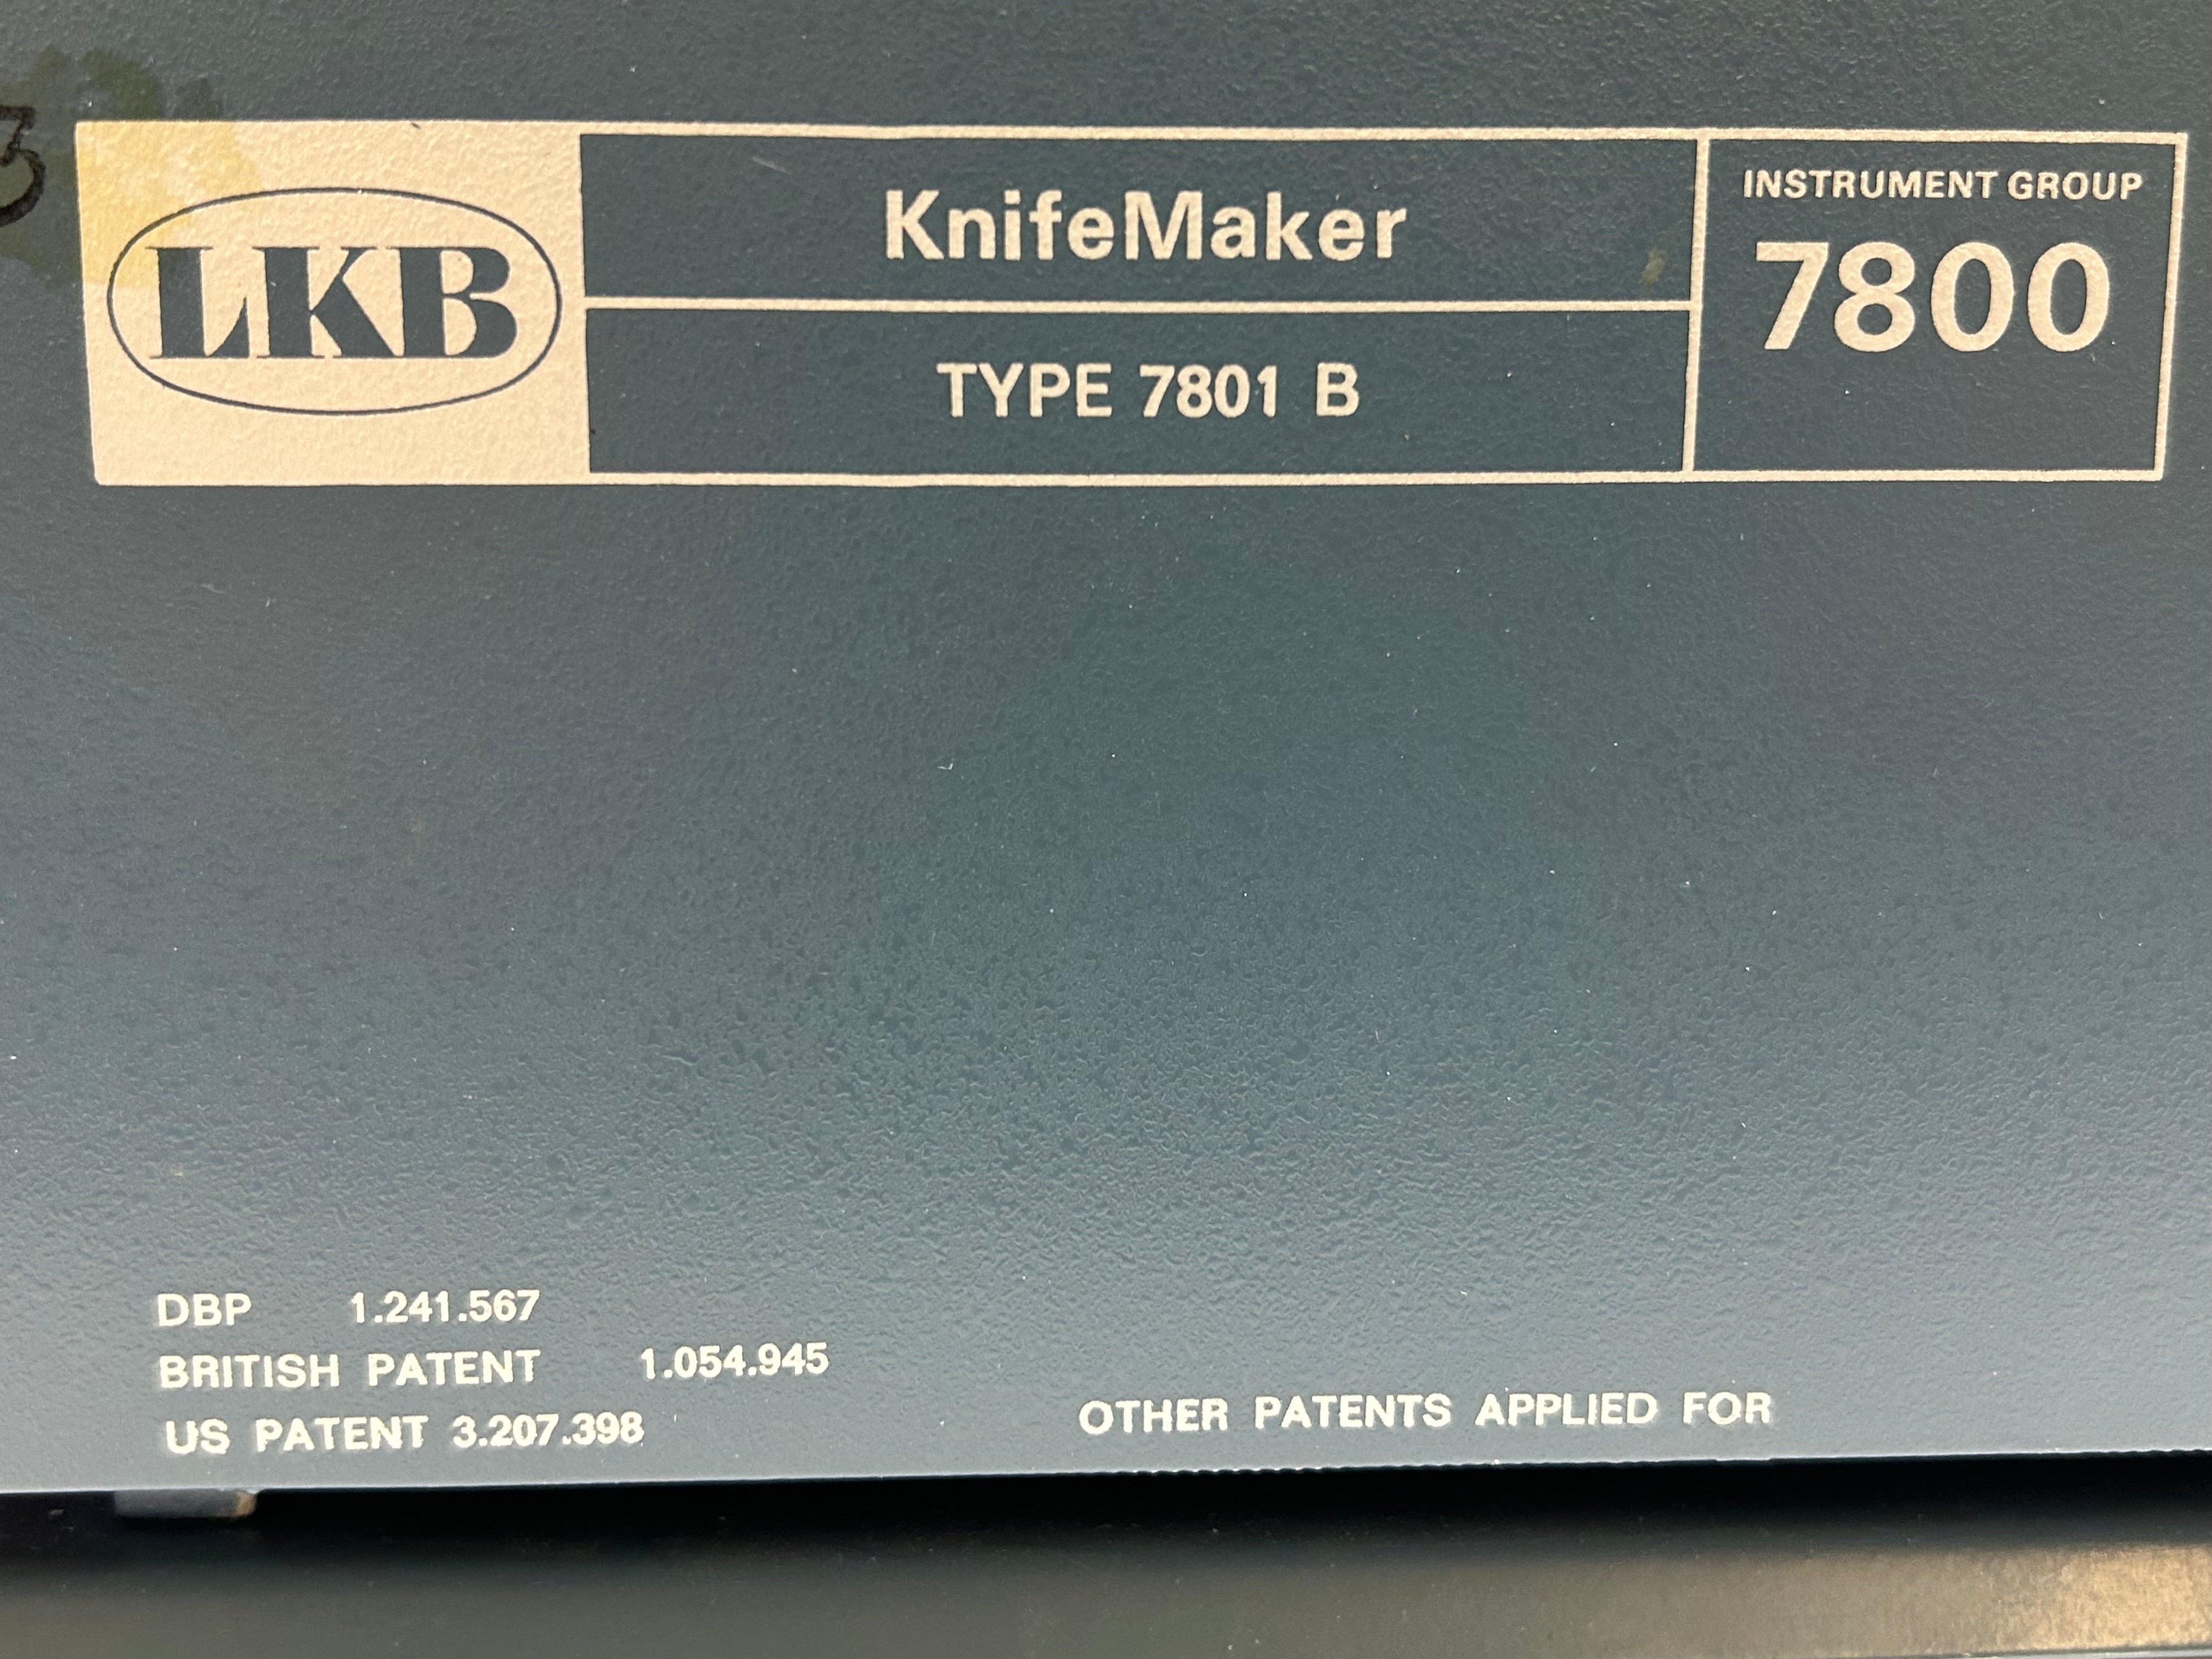 3
LKB
KnifeMaker
TYPE 7801 B
INSTRUMENT GROUP
7800
DBP 1.241.567
BRITISH PATENT 1.054.945
US PATENT 3.207.398
OTHER PATENTS APPLIED FOR